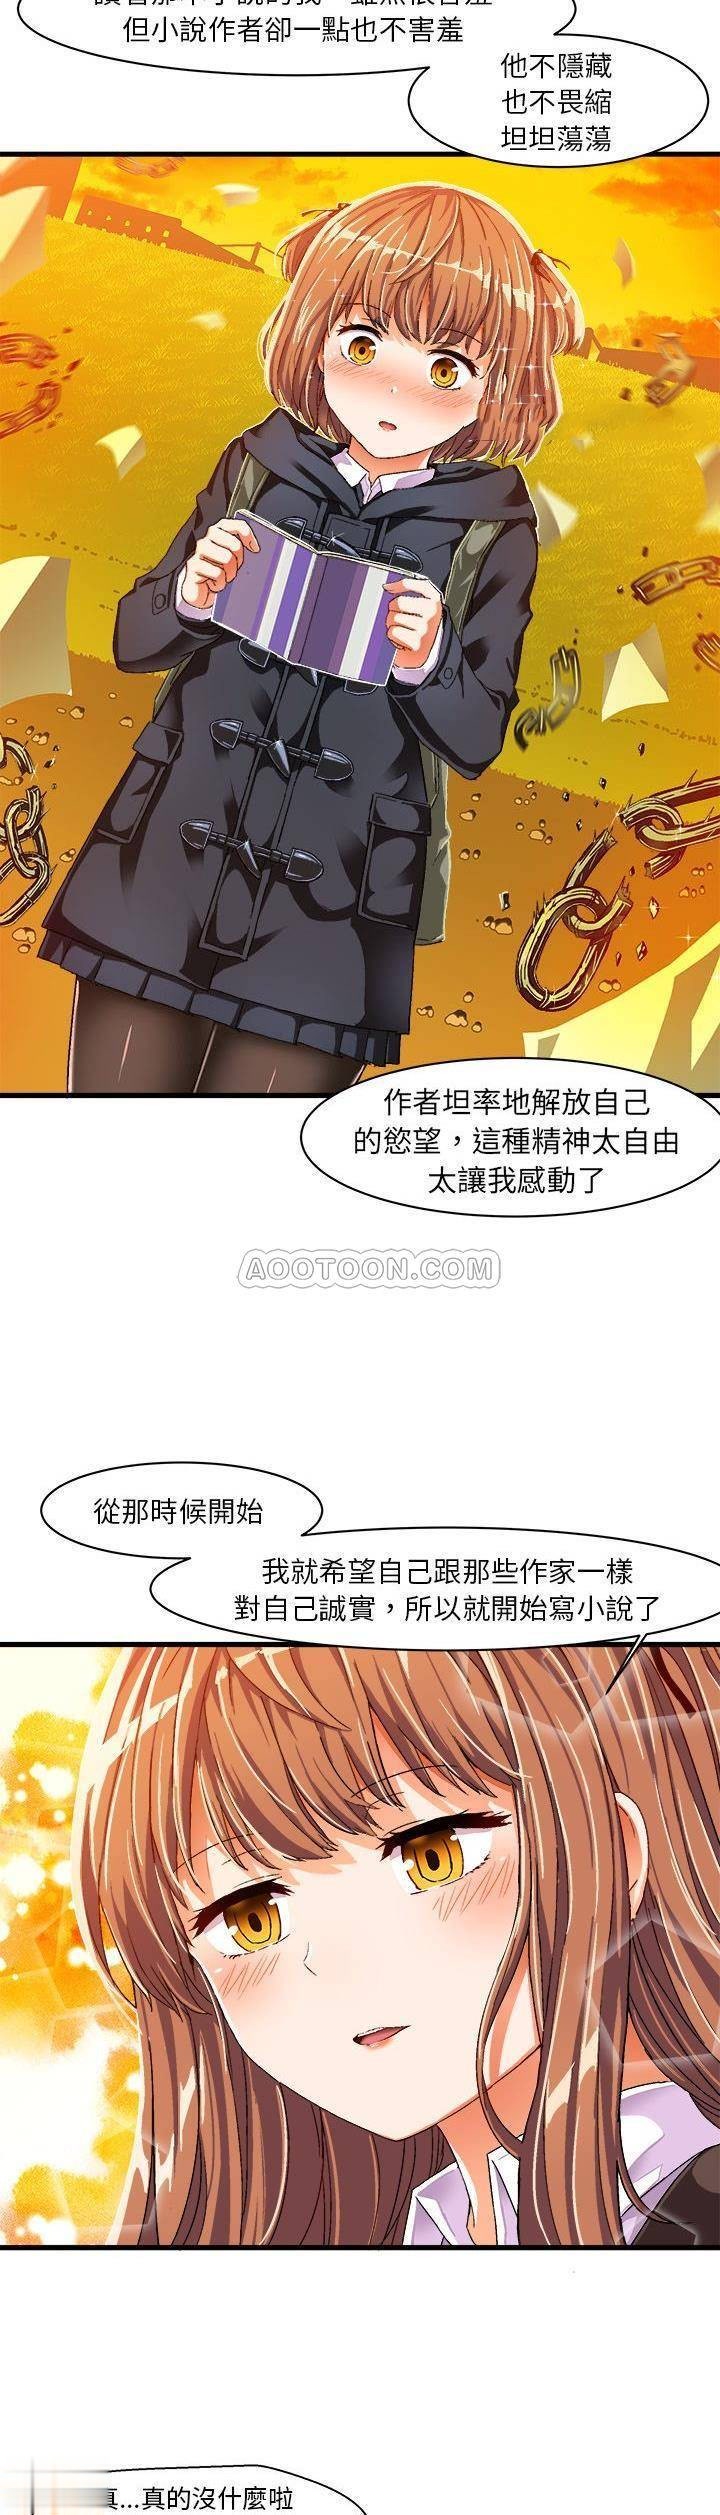 但小說作者卻一點也不害羞
他不隱藏
也不畏縮
坦坦蕩蕩
作者坦率地解放自己
的慾望，這種精神太自由
太讓我感動了
AOOTOON.COM
從那時候開始
我就希望自己跟那些作家一樣
對自己誠實，所以就開始寫小說了
真...真的沒什麼啦